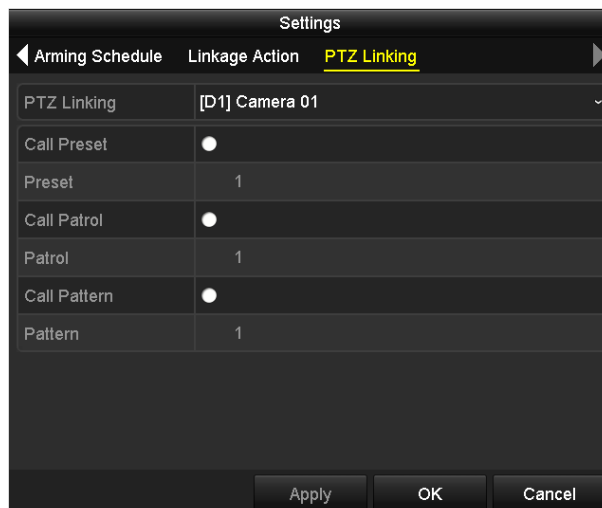 Settings
Arming Schedule Linkage Action PTZ Linking
PTZ Linking [D1] Camera 01
Call Preset
Preset 1
Call Patrol
Patrol 1
Call Pattern
Pattern 1
Apply OK Cancel